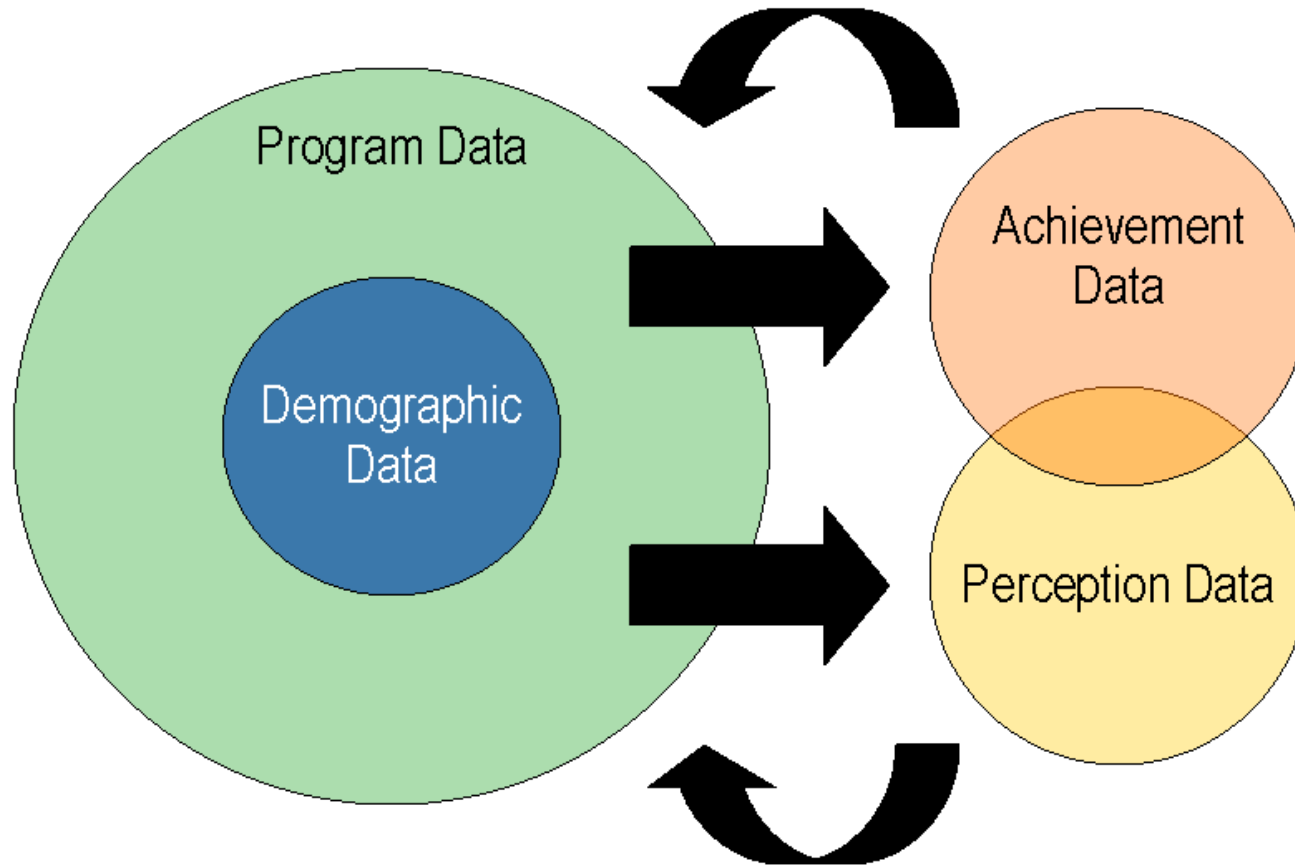 Program Data
Demographic
Data
Achievement
Data
Perception Data